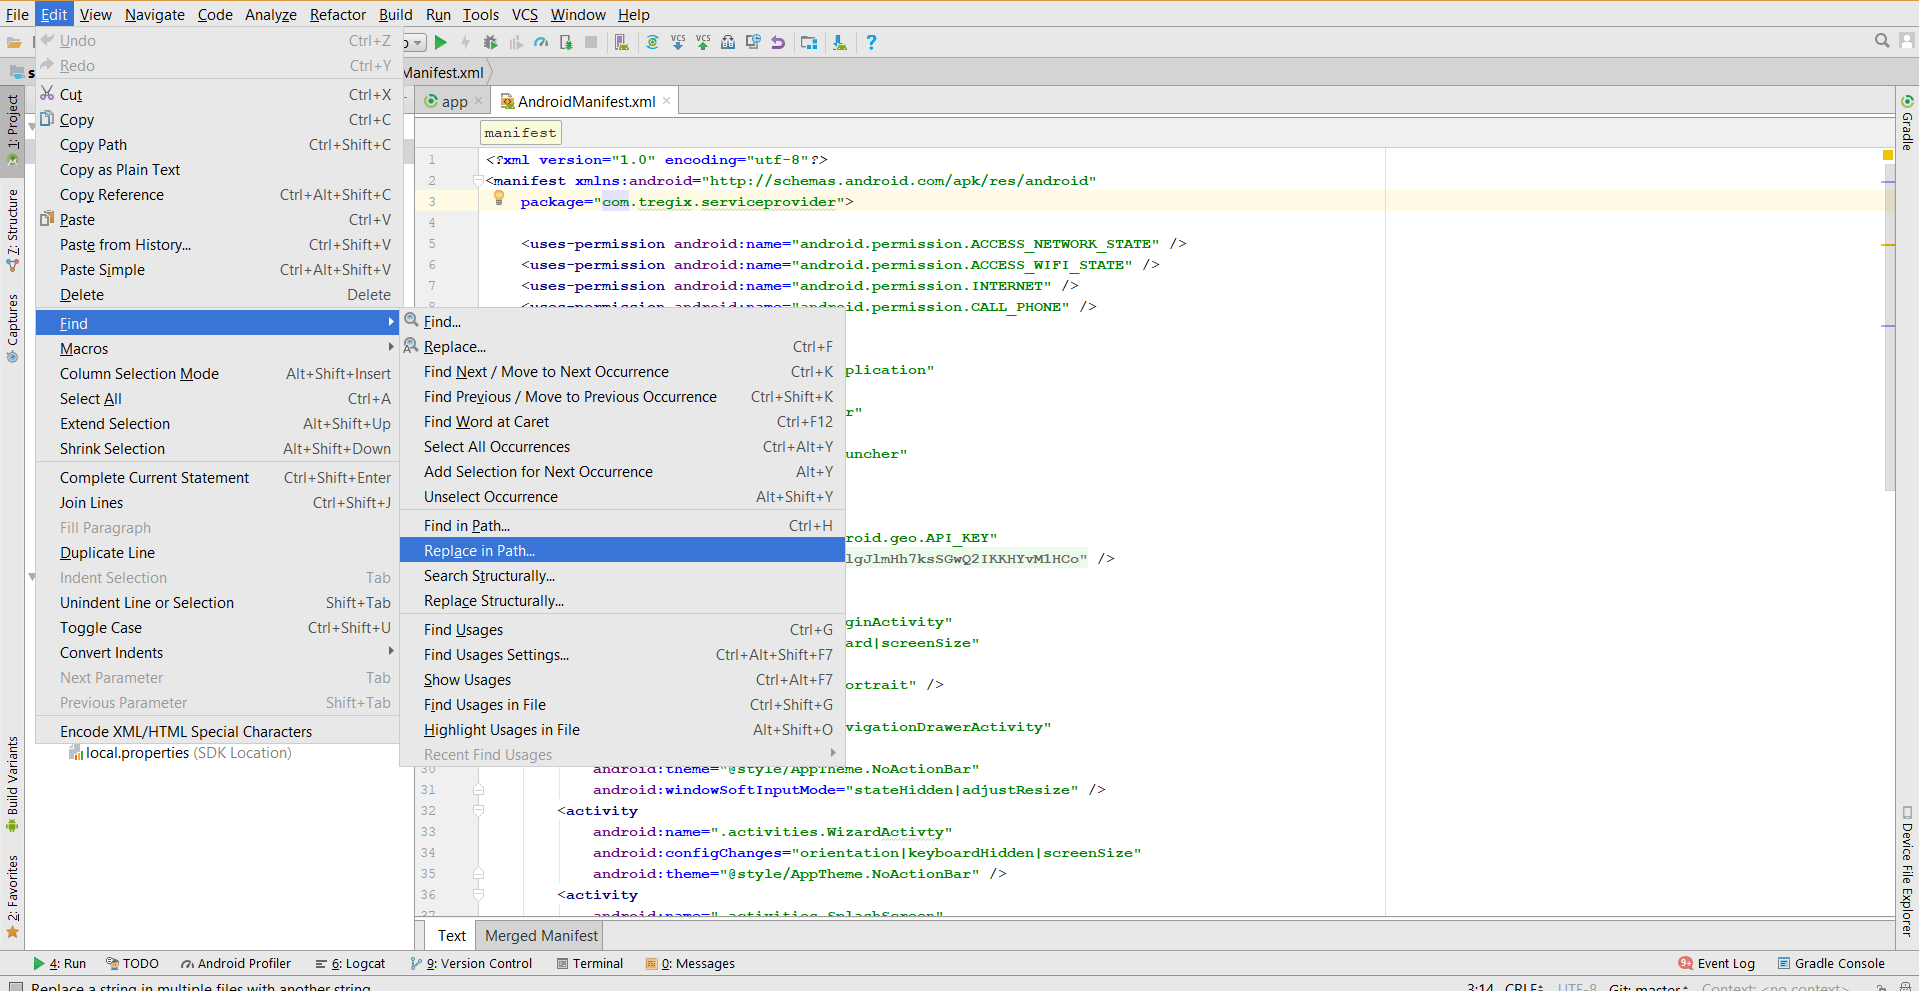 File Edit View Navigate Code Analyze Refactor Build Run Tools VCS Window Help
Undo Ctrl+Z
Redo Ctrl+Y
Cut Ctrl+X
Copy Ctrl+C
Copy Path Ctrl+Shift+C
Copy as Plain Text
Copy Reference Ctrl+Alt+Shift+C
Paste Ctrl+V
Paste from History... Ctrl+Shift+V
Paste Simple Ctrl+Alt+Shift+V
Delete Delete
Find
Macros
Column Selection Mode Alt+Shift+Insert
Select All Ctrl+A
Extend Selection Alt+Shift+Up
Shrink Selection Alt+Shift+Down
Complete Current Statement Ctrl+Shift+Enter
Join Lines Ctrl+Shift+J
Fill Paragraph
Duplicate Line
Indent Selection Tab
Unindent Line or Selection Shift+Tab
Toggle Case Ctrl+Shift+U
Convert Indents
Next Parameter Tab
Previous Parameter Shift+Tab
Encode XML/HTML Special Characters
local.properties (SDK Location)
Find...
Replace... Ctrl+F
Find Next / Move to Next Occurrence Ctrl+K
Find Previous / Move to Previous Occurrence Ctrl+Shift+K
Find Word at Caret Ctrl+F12
Select All Occurrences Ctrl+Alt+Y
Add Selection for Next Occurrence Alt+Y
Unselect Occurrence Alt+Shift+Y
Find in Path... Ctrl+H
Replace in Path...
Search Structurally...
Replace Structurally...
Find Usages Ctrl+G
Find Usages Settings... Ctrl+Alt+Shift+F7
Show Usages Ctrl+Alt+F7
Find Usages in File Ctrl+Shift+G
Highlight Usages in File Alt+Shift+O
Recent Find Usages
VCS VCS
Manifest.xml
app AndroidManifest.xml
manifest
1 <?xml version="1.0" encoding="utf-8"?>
2 <manifest xmlns:android="http://schemas.android.com/apk/res/android"
3 package="com.tregix.serviceprovider">
4
5 <uses-permission android:name="android.permission.ACCESS_NETWORK_STATE" />
6 <uses-permission android:name="android.permission.ACCESS_WIFI_STATE" />
7 <uses-permission android:name="android.permission.INTERNET" />
8 <uses-permission android:name="android.permission.CALL_PHONE" />
plication"
r"
uncher"
roid.geo.API_KEY"
lgJlmHh7ksSGwQ2IKKHYvMlHCo" />
ginActivity"
ard|screenSize"
ortrait" />
vigationDrawerActivity"
30 android:theme="@style/AppTheme.NoActionBar"
31 android:windowSoftInputMode="stateHidden|adjustResize" />
32 <activity
33 android:name=".activities.WizardActivty"
34 android:configChanges="orientation|keyboardHidden|screenSize"
35 android:theme="@style/AppTheme.NoActionBar" />
36 <activity
37 android:name=".activities.SplashScreen"
Text Merged Manifest
1: Project
7: Structure
Captures
Build Variants
2: Favorites
Gradle
Device File Explorer
4: Run TODO Android Profiler 6: Logcat 9: Version Control Terminal 0: Messages 9+ Event Log Gradle Console
Replace a string in multiple files with another string 3:14 CRLF UTF-8 Git: master Context: <no context>